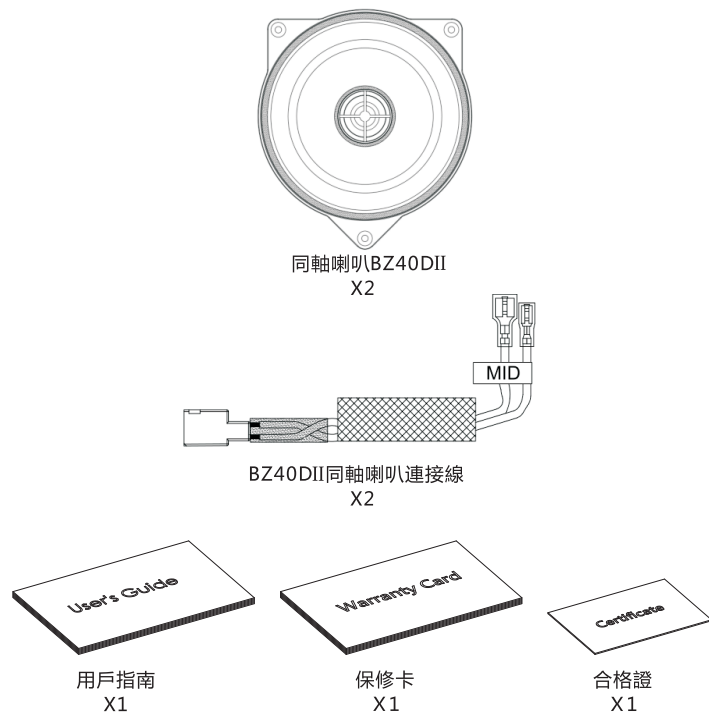 同軸喇叭BZ40DII
X2
MID
BZ40DII同軸喇叭連接線
X2
User's Guide
Warranty Card
Certificate
用戶指南
保修卡
合格證
X1
X1
X1